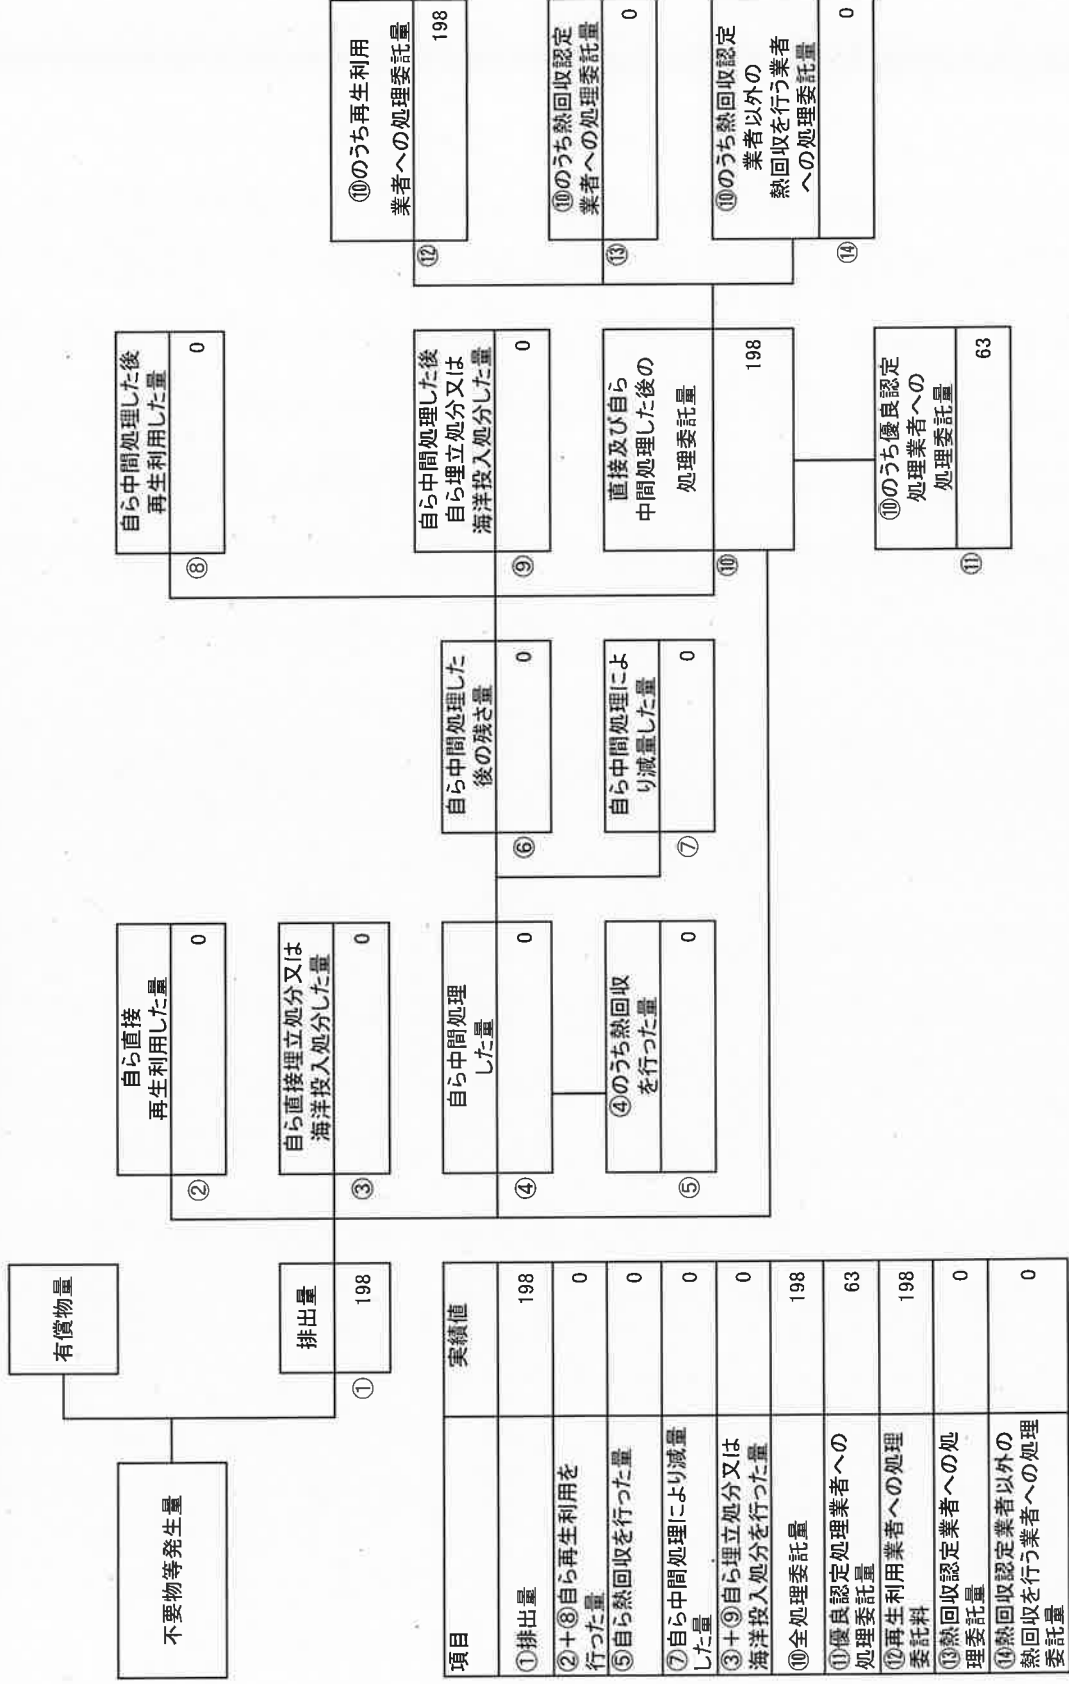 不要物等発生量
有償物量
排出量
①
198
自ら直接
再生利用した量
②
0
自ら直接埋立処分又は
海洋投入処分した量
③
0
自ら中間処理
した量
④
0
④のうち熱回収
を行った量
⑤
0
自ら中間処理した
後の残さ量
⑥
0
自ら中間処理によ
り減量した量
⑦
0
自ら中間処理した後
再生利用した量
⑧
0
自ら中間処理した後
自ら埋立処分又は
海洋投入処分した量
⑨
0
直接及び自ら
中間処理した後の
処理委託量
⑩
198
⑩のうち優良認定
処理業者への
処理委託量
⑪
63
⑩のうち再生利用
業者への処理委託量
⑫
198
⑩のうち熱回収認定
業者への処理委託量
⑬
0
⑩のうち熱回収認定
業者以外の
熱回収を行う業者
への処理委託量
⑭
0
項目 実績値
①排出量 198
②+⑧自ら再生利用を
行った量 0
⑤自ら熱回収を行った量 0
⑦自ら中間処理により減量
した量 0
③+⑨自ら埋立処分又は
海洋投入処分を行った量 0
⑩全処理委託量 198
⑪優良認定処理業者への
処理委託量 63
⑫再生利用業者への処理
委託料 198
⑬熱回収認定業者への処
理委託量 0
⑭熱回収認定業者以外の
熱回収を行う業者への処理
委託量 0